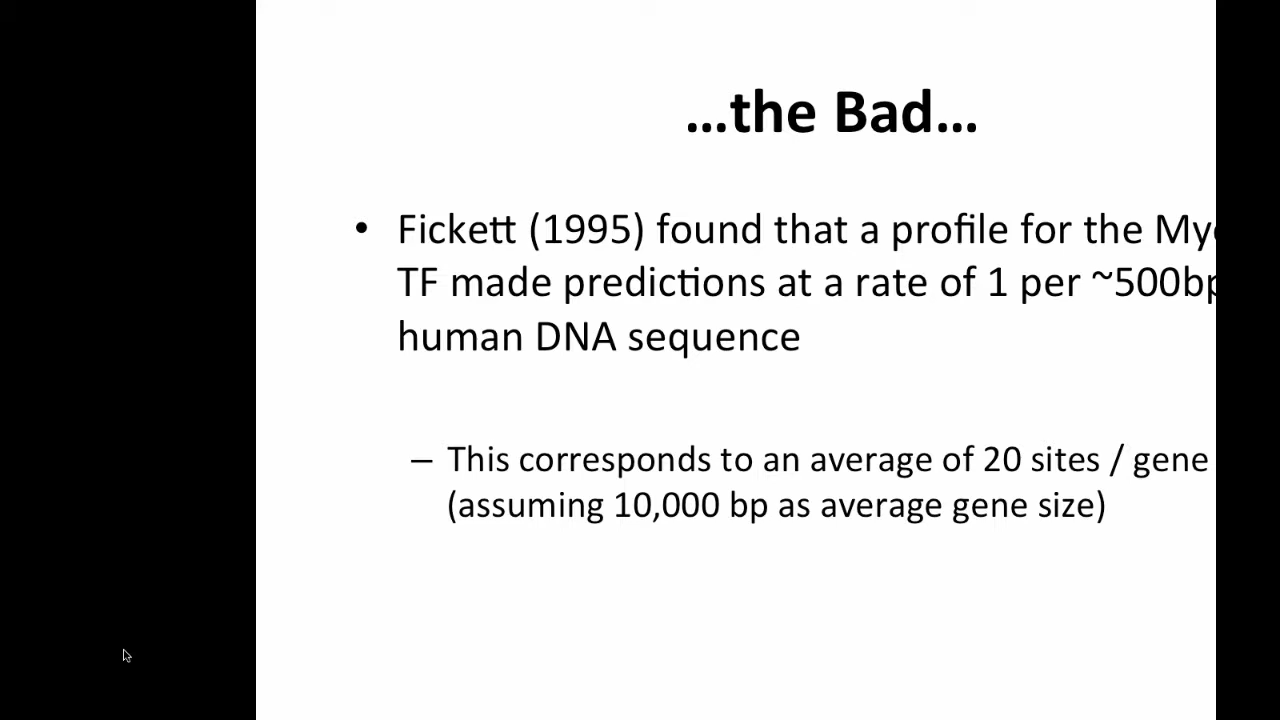 …the Bad…
• Fickett (1995) found that a profile for the
TF made predictions at a rate of 1 per ~500bp
human DNA sequence
– This corresponds to an average of 20 sites / gene
(assuming 10,000 bp as average gene size)